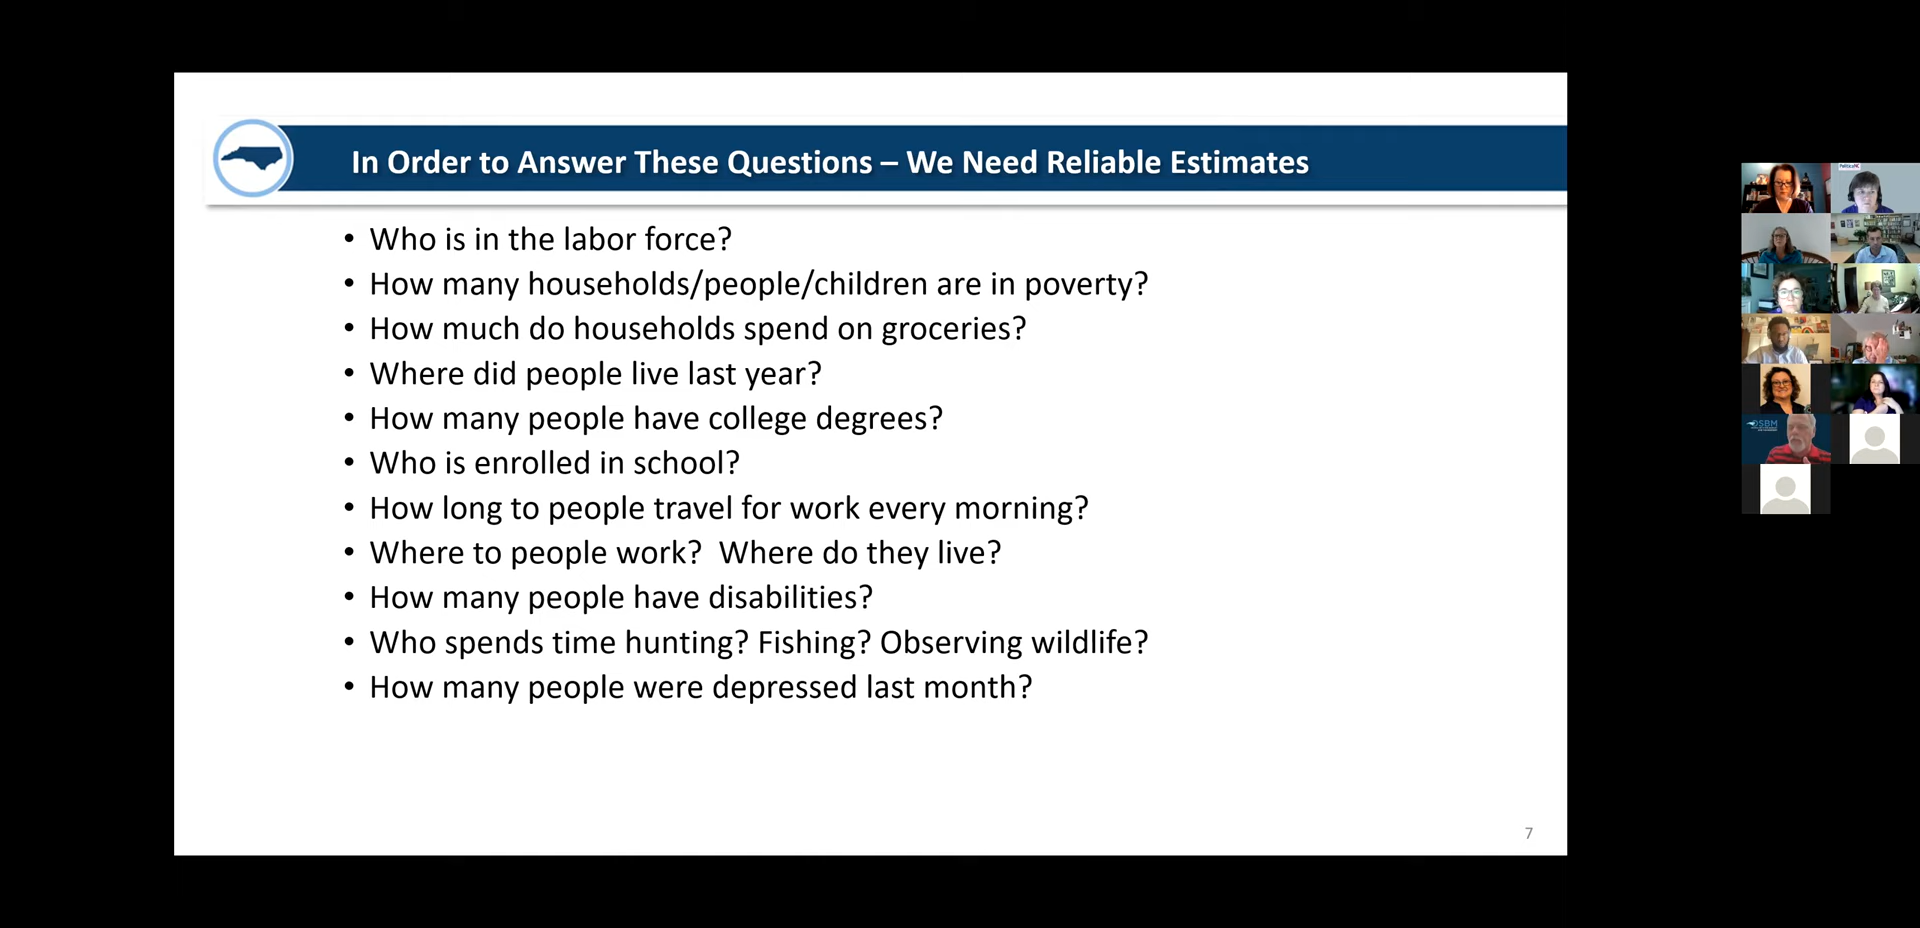 In Order to Answer These Questions – We Need Reliable Estimates
• Who is in the labor force?
• How many households/people/children are in poverty?
• How much do households spend on groceries?
• Where did people live last year?
• How many people have college degrees?
• Who is enrolled in school?
• How long to people travel for work every morning?
• Where to people work?  Where do they live?
• How many people have disabilities?
• Who spends time hunting? Fishing? Observing wildlife?
• How many people were depressed last month?
7
OSBM